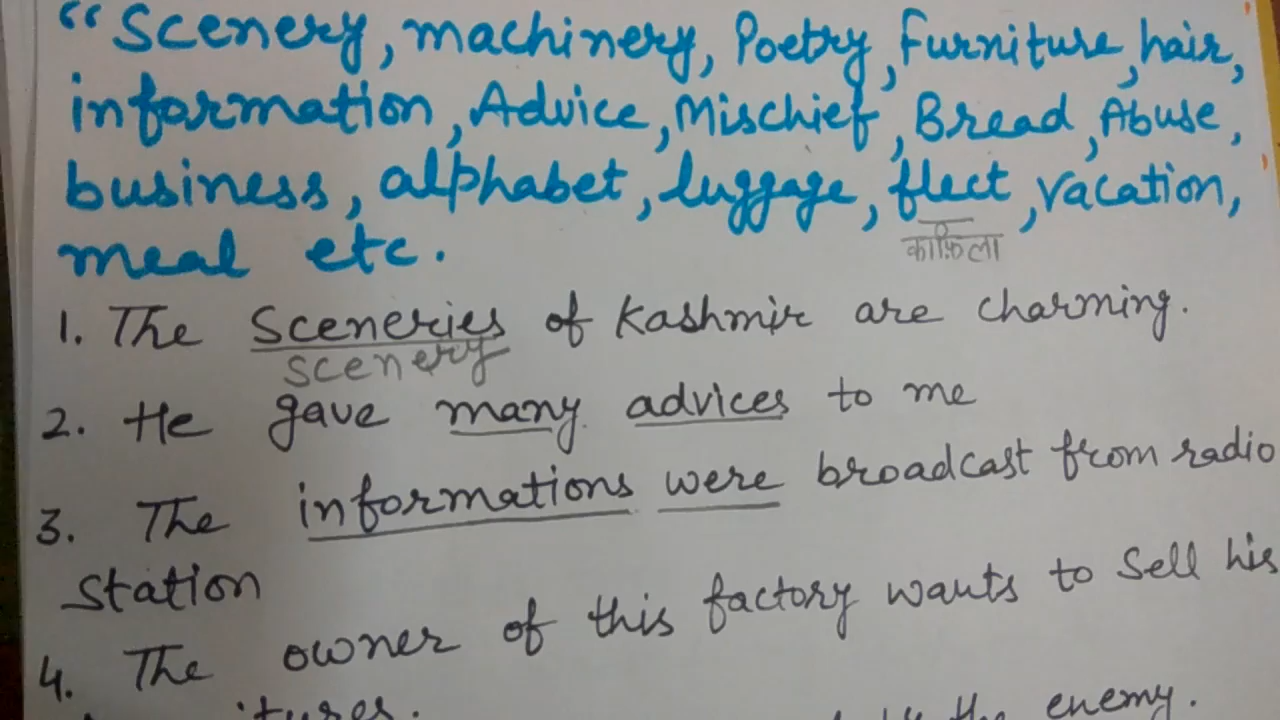 “Scenery, machinery, Poetry, Furniture, hair,
information, Advice, Mischief, Bread, Abuse,
business, alphabet, luggage, fleet, vacation,
काफ़िला
meal etc.
1. The Sceneries of Kashmir are charming.
scenery
2. He gave many advices to me
3. The informations were broadcast from radio
Station
4. The owner of this factory wants to Sell his
the enemy.